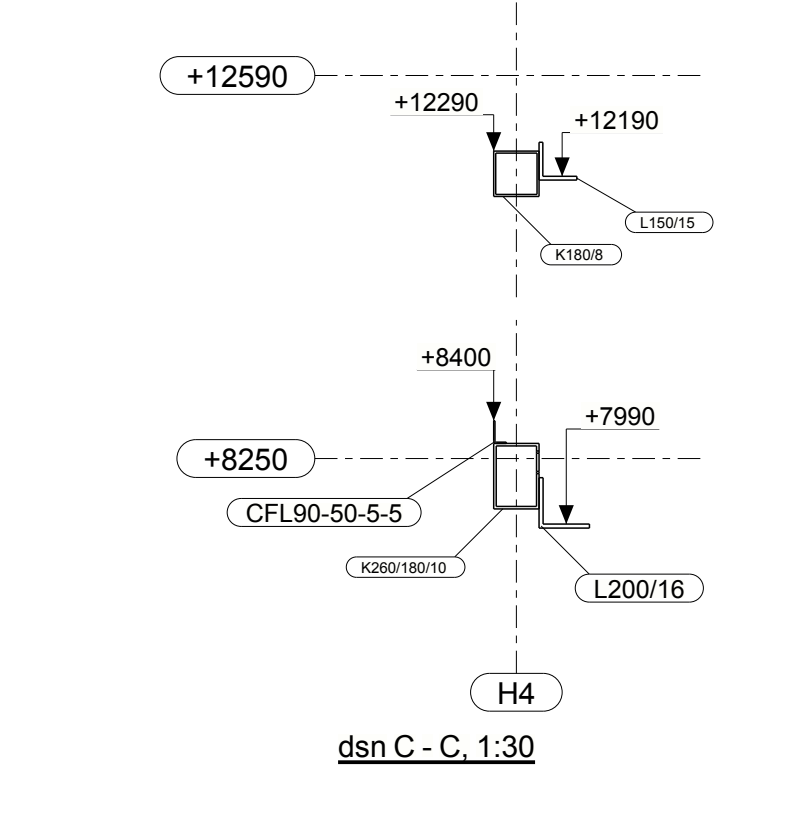 +12590
+12290
+12190
L150/15
K180/8
+8400
+7990
+8250
CFL90-50-5-5
K260/180/10
L200/16
H4
dsn C - C, 1:30